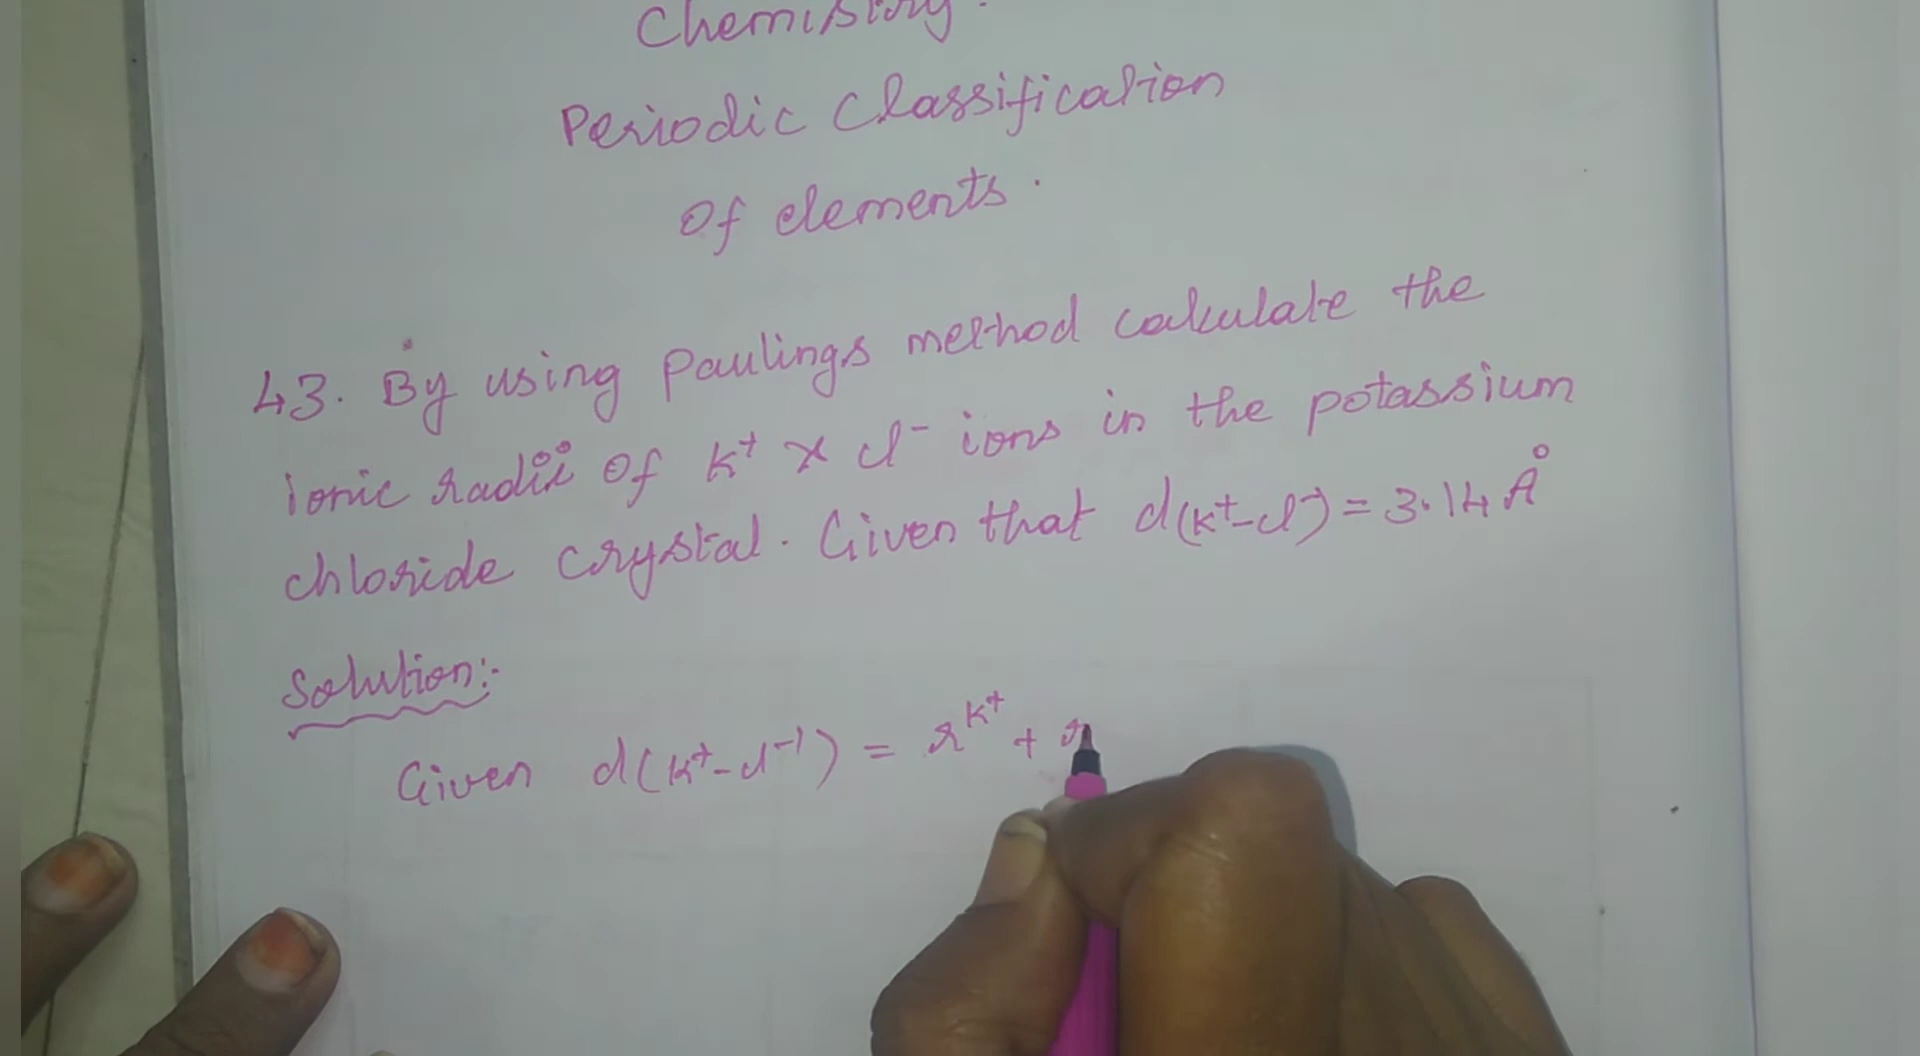 Chemistry.
Periodic Classification
Of elements.
43. By using Paulings method calculate the
ionic radii of K⁺ & Cl⁻ ions in the potassium
chloride crystal. Given that d(K⁺-Cl⁻) = 3.14 Å
Solution:-
Given d(K⁺-Cl⁻¹) = r^K⁺ + r